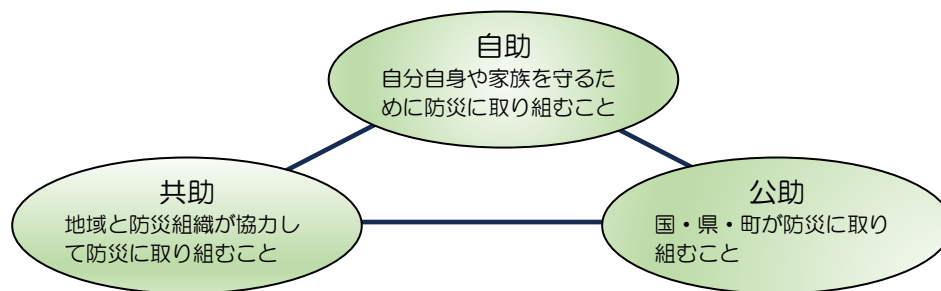 自助
自分自身や家族を守るた
めに防災に取り組むこと
共助
地域と防災組織が協力し
て防災に取り組むこと
公助
国・県・町が防災に取り
組むこと